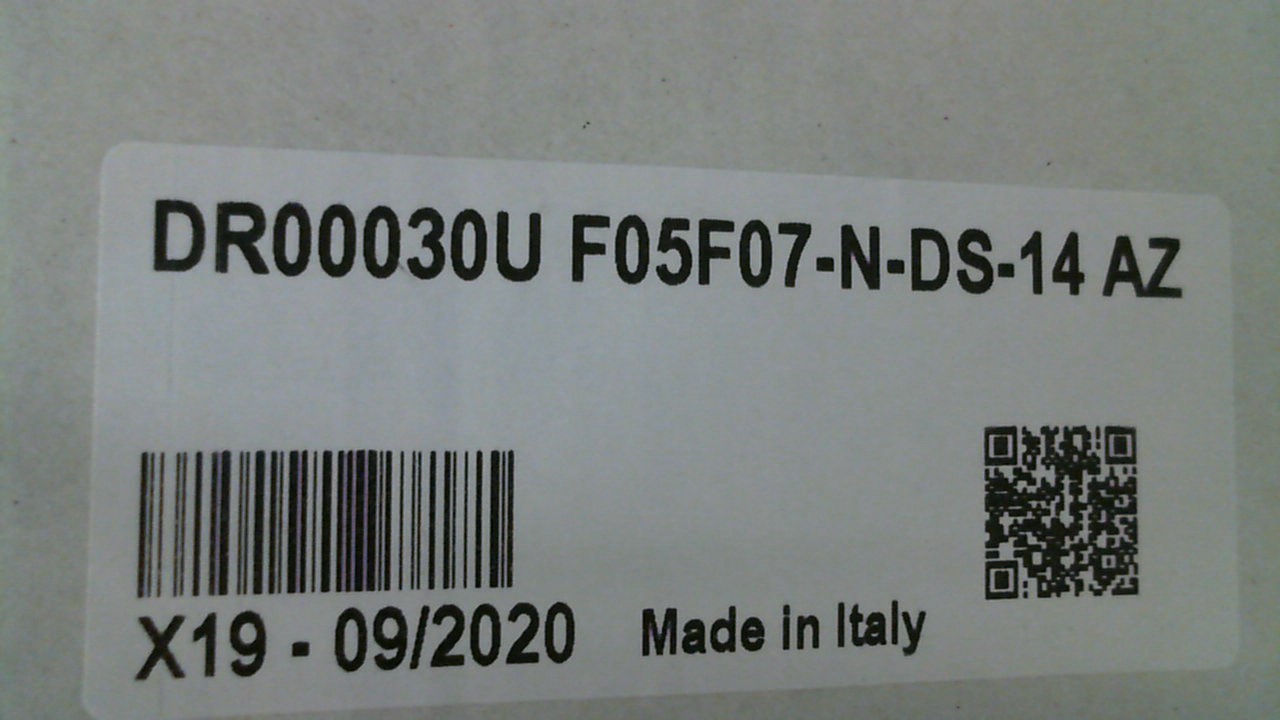 DR00030U F05F07-N-DS-14 AZ
X19 - 09/2020 Made in Italy